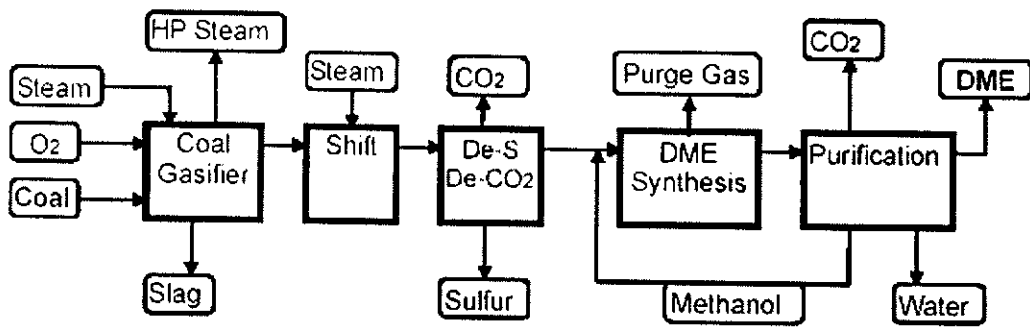 HP Steam
CO₂
Steam
Steam
CO₂
Purge Gas
DME
O₂
Coal
Gasifier
Shift
De-S
De-CO₂
DME
Synthesis
Purification
Coal
Slag
Sulfur
Methanol
Water